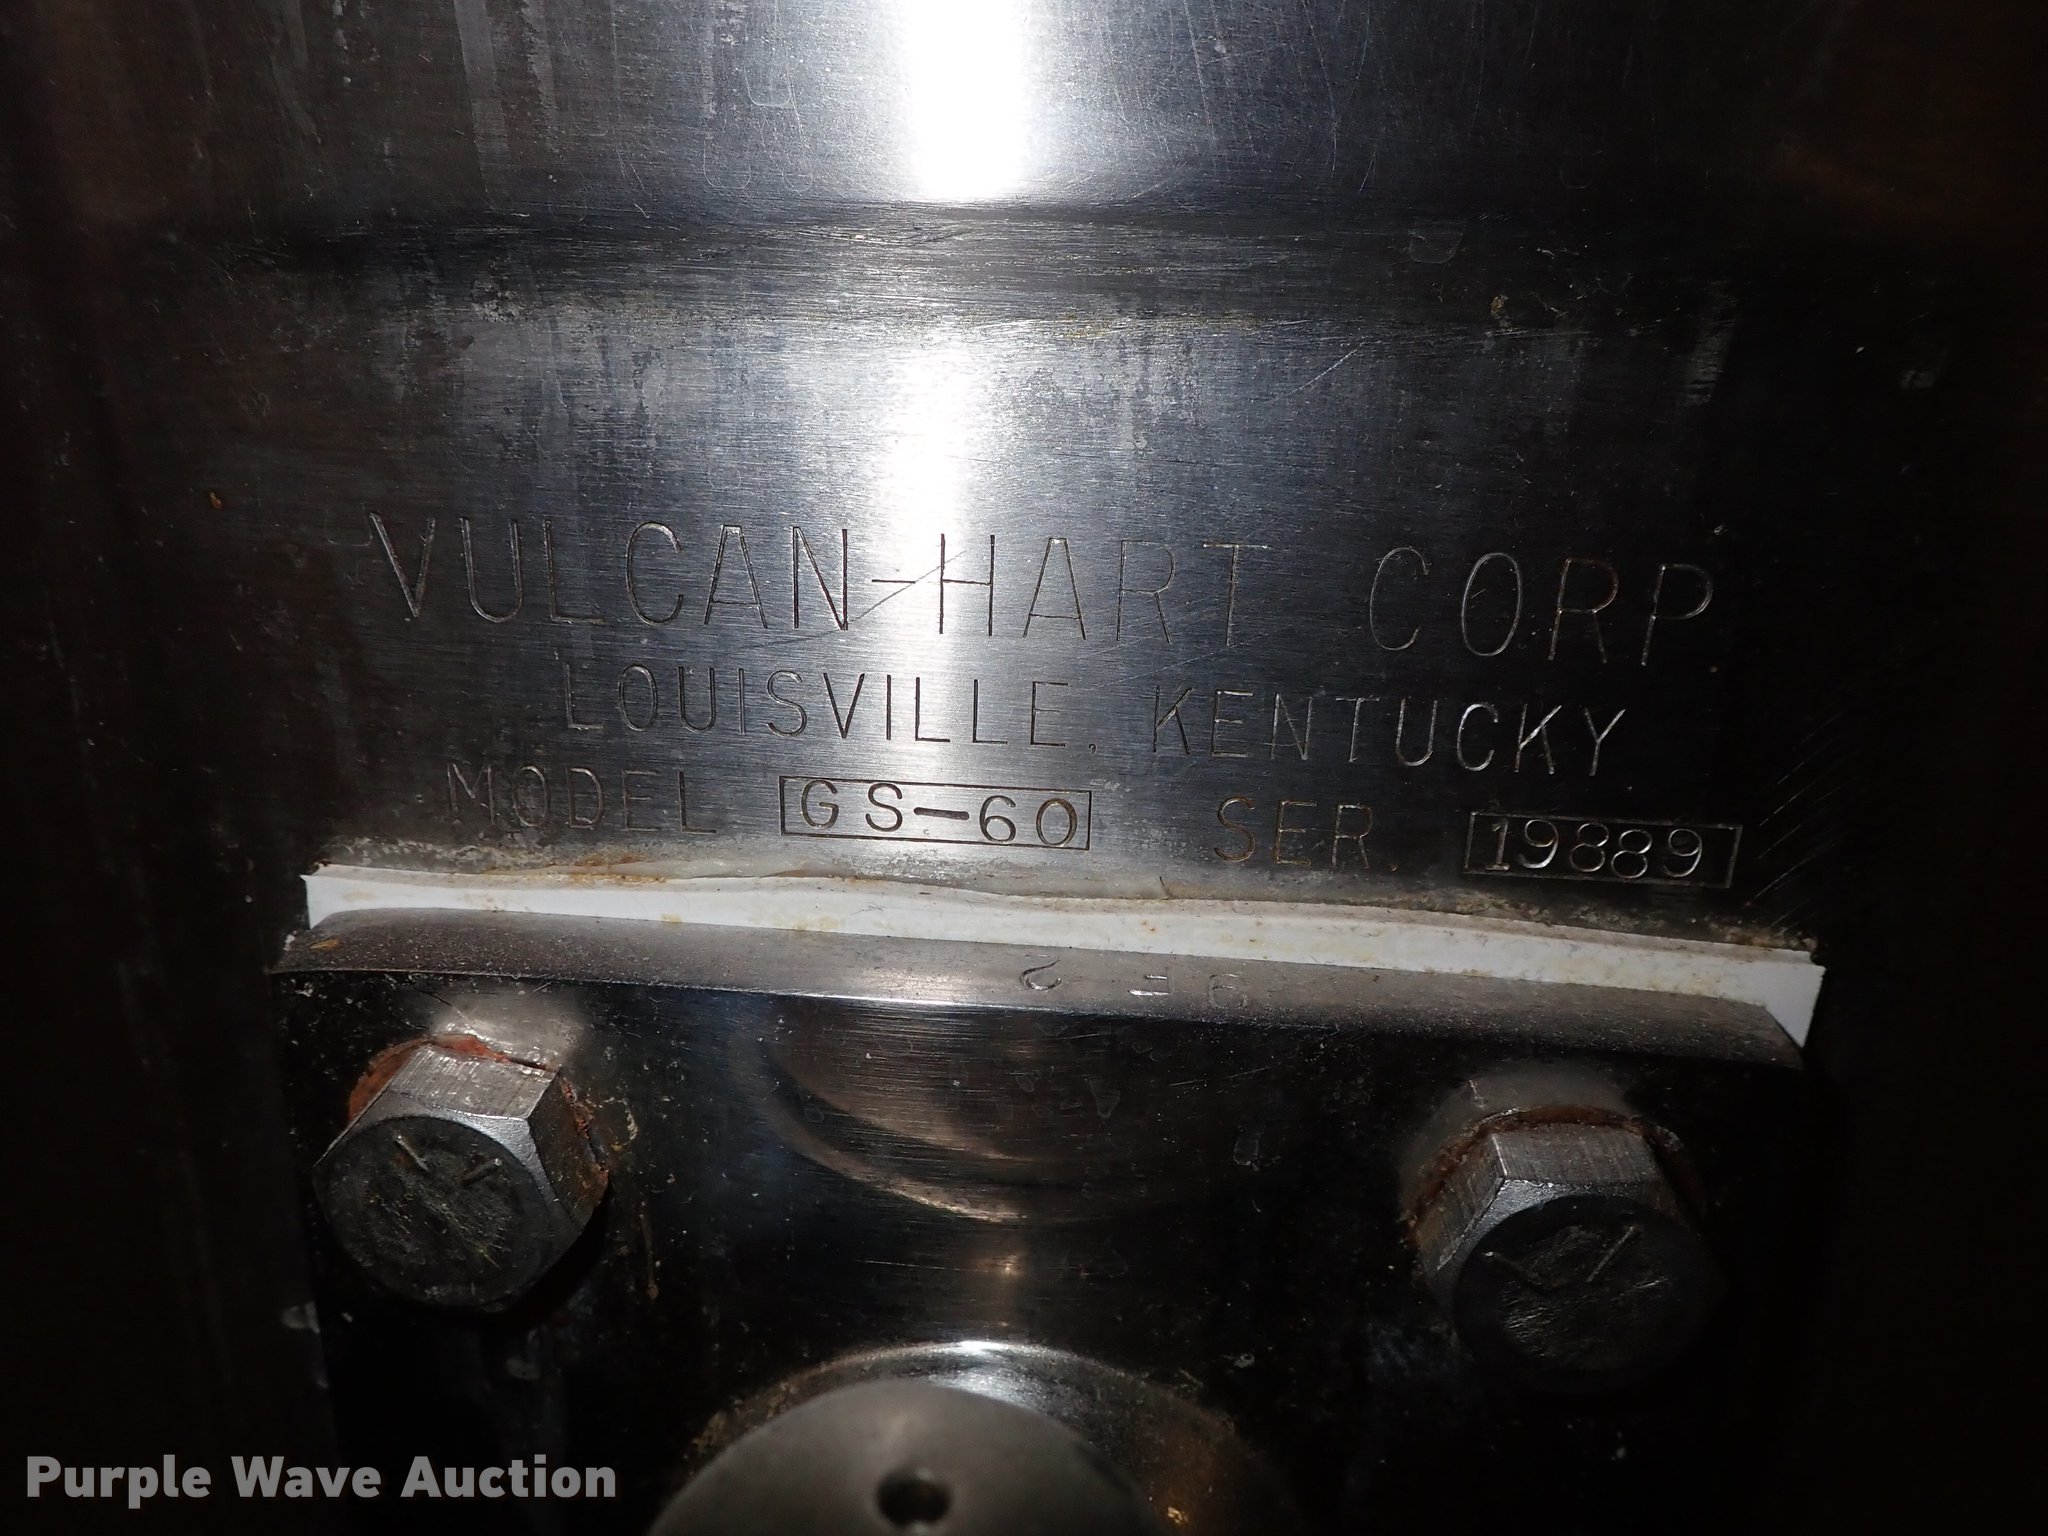 VULCAN-HART CORP
LOUISVILLE, KENTUCKY
MODEL GS-60 SER. 19889
Purple Wave Auction